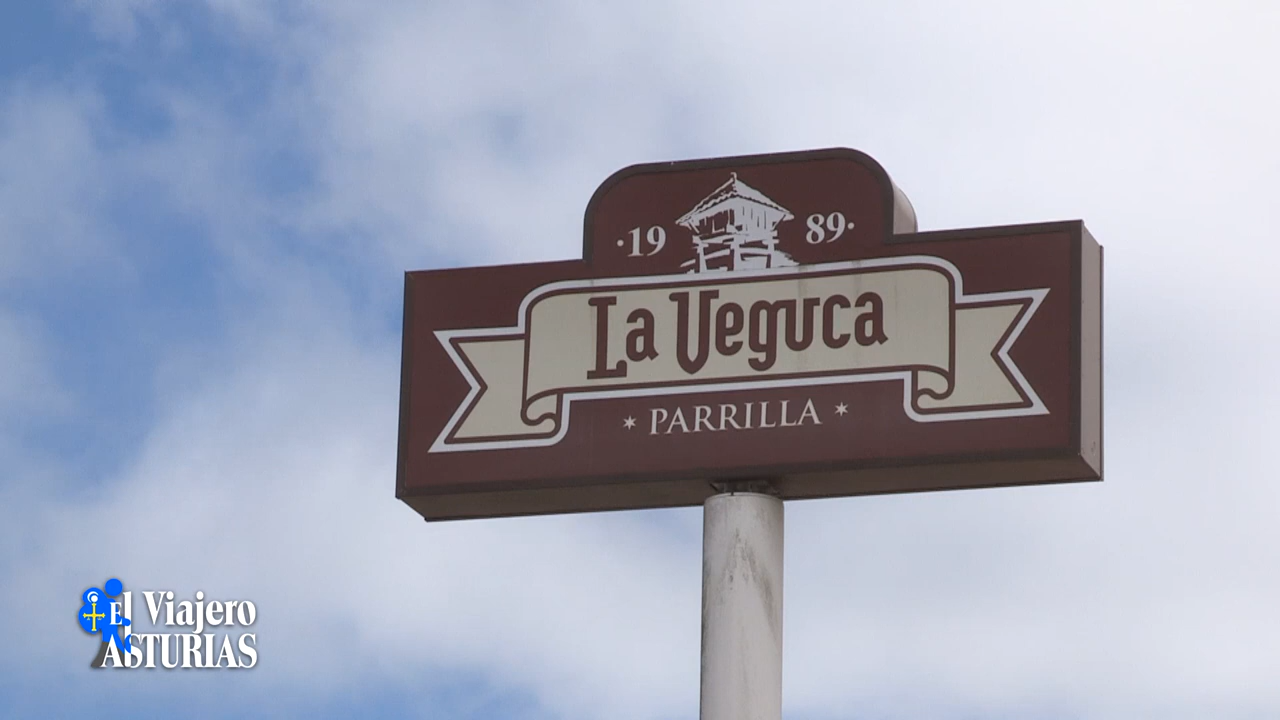 ·19 89·
La Veguca
* PARRILLA *
El Viajero
ASTURIAS